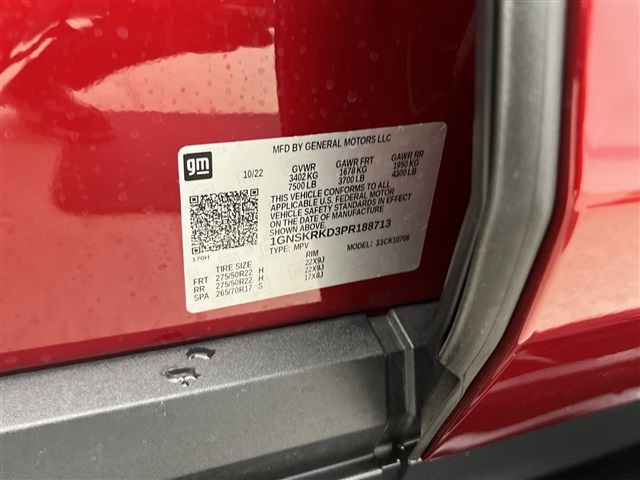 MFD BY GENERAL MOTORS LLC
gm
10/22
GVWR GAWR FRT GAWR RR
3402 KG 1678 KG 1950 KG
7500 LB 3700 LB 4300 LB
THIS VEHICLE CONFORMS TO ALL
APPLICABLE U.S. FEDERAL MOTOR
VEHICLE SAFETY STANDARDS IN EFFECT
ON THE DATE OF MANUFACTURE
SHOWN ABOVE.
1GNSKRKD3PR188713
170H
TYPE: MPV MODEL: 33CK10706
TIRE SIZE RIM
FRT 275/50R22 H 22X9J
RR 275/50R22 H 22X9J
SPA 265/70R17 S 17X8J